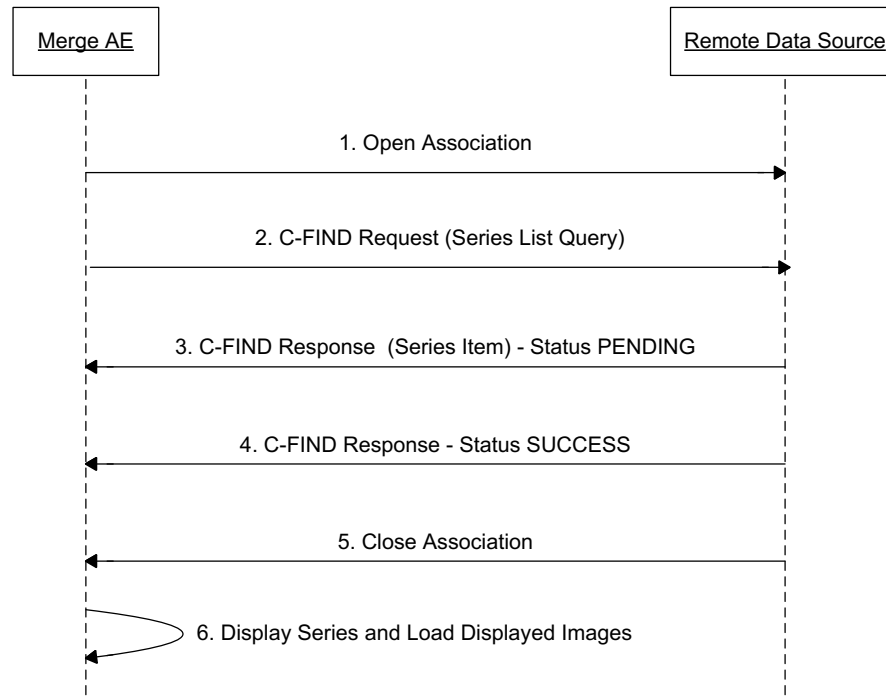 Merge AE
Remote Data Source
1. Open Association
2. C-FIND Request (Series List Query)
3. C-FIND Response  (Series Item) - Status PENDING
4. C-FIND Response - Status SUCCESS
5. Close Association
6. Display Series and Load Displayed Images